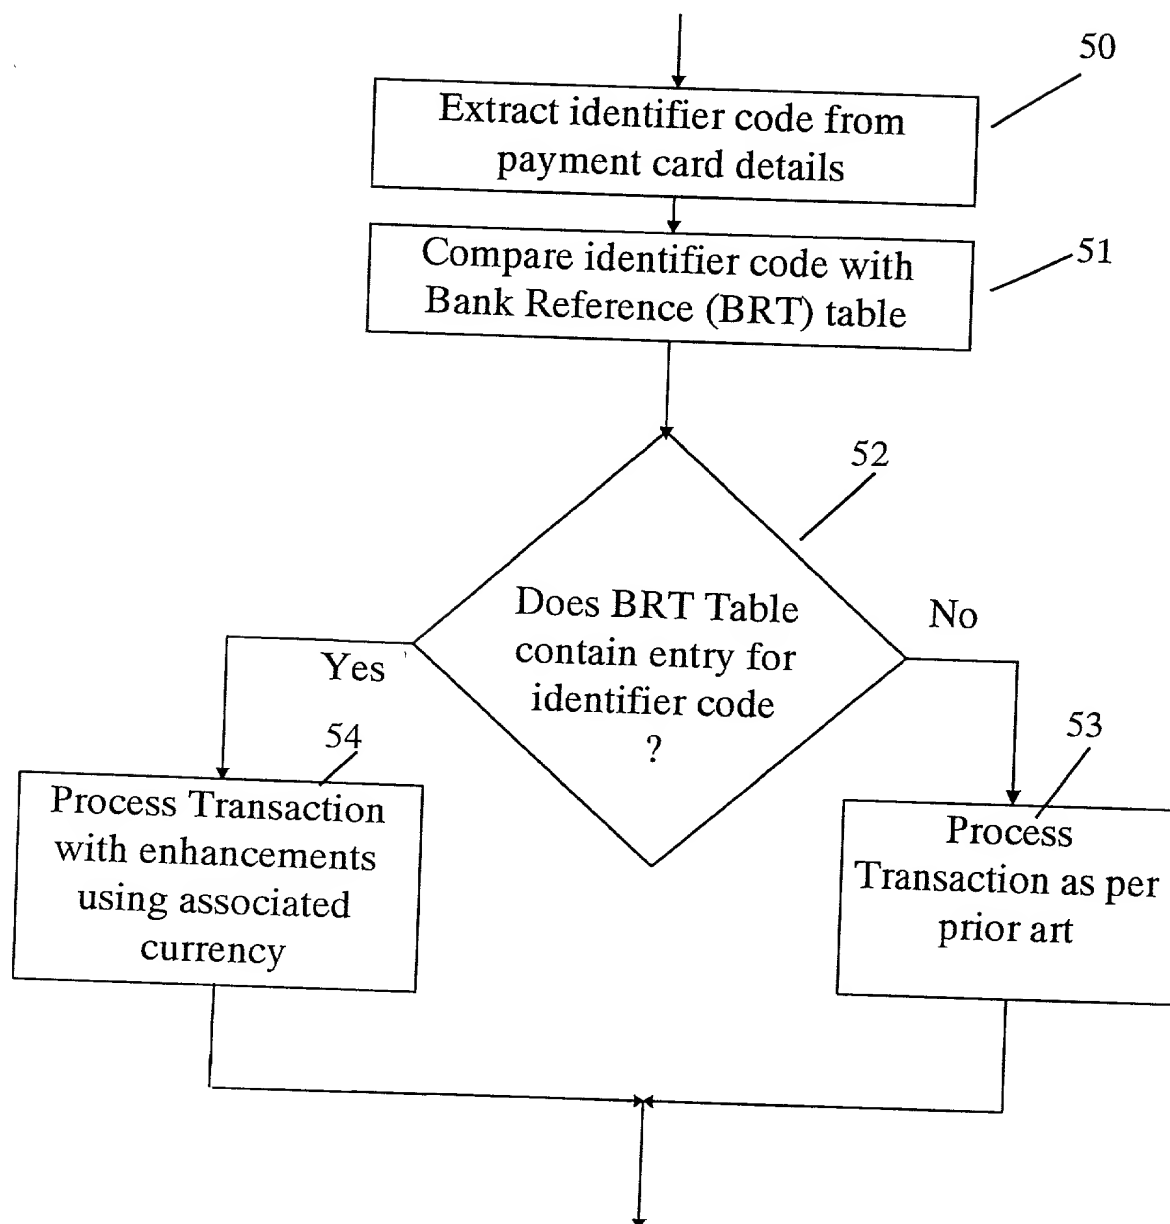 50
Extract identifier code from
payment card details
51
Compare identifier code with
Bank Reference (BRT) table
52
Does BRT Table
contain entry for
identifier code
?
No
Yes
54
Process Transaction
with enhancements
using associated
currency
53
Process
Transaction as per
prior art